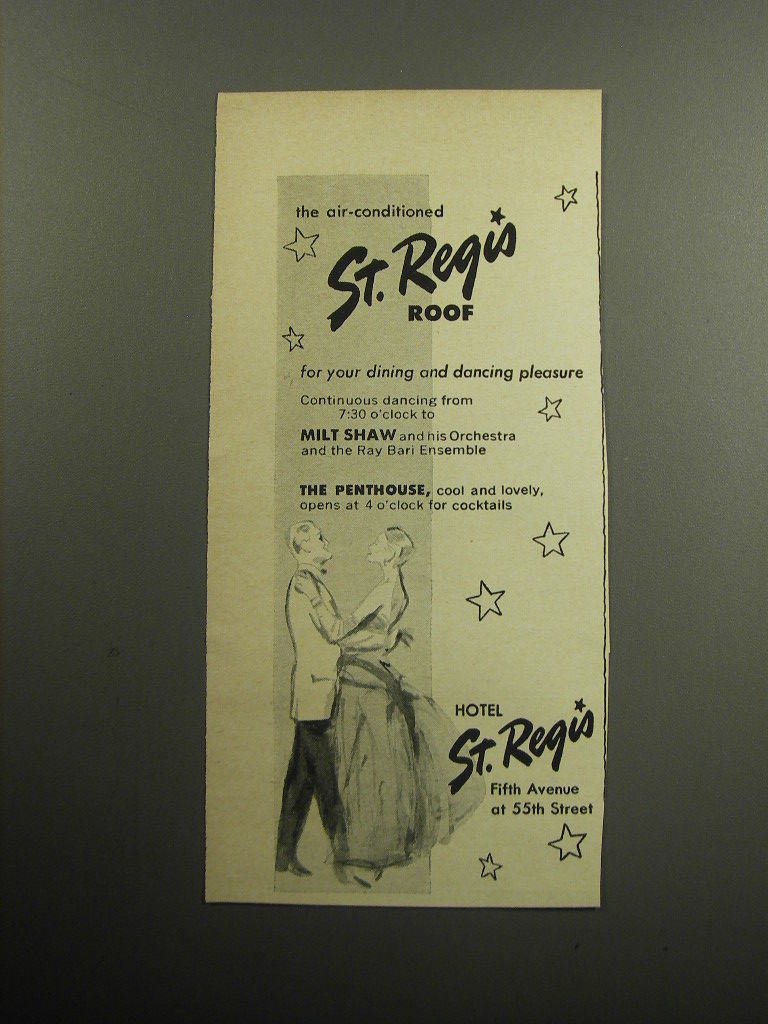 the air-conditioned
St. Regis
ROOF
for your dining and dancing pleasure
Continuous dancing from
7:30 o'clock to
MILT SHAW and his Orchestra
and the Ray Bari Ensemble
THE PENTHOUSE, cool and lovely,
opens at 4 o'clock for cocktails
HOTEL
St. Regis
Fifth Avenue
at 55th Street